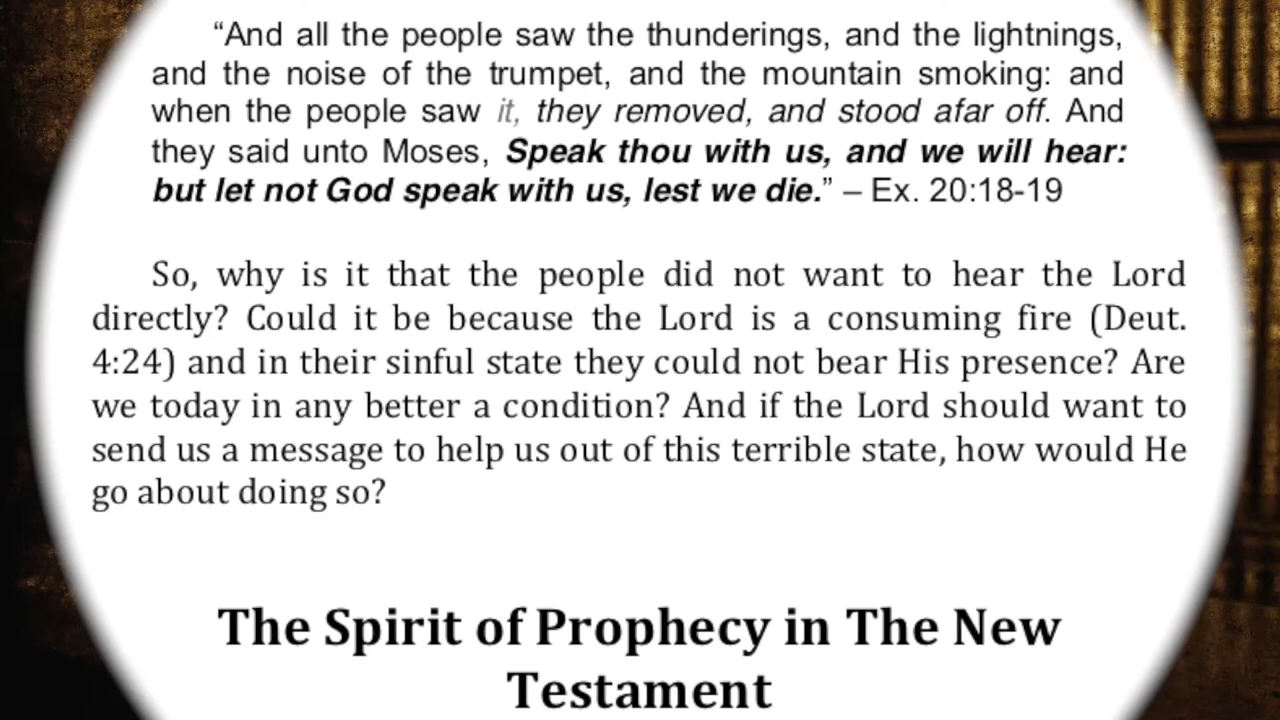 “And all the people saw the thunderings, and the lightnings,
and the noise of the trumpet, and the mountain smoking: and
when the people saw it, they removed, and stood afar off. And
they said unto Moses, Speak thou with us, and we will hear:
but let not God speak with us, lest we die.” – Ex. 20:18-19
So, why is it that the people did not want to hear the Lord
directly? Could it be because the Lord is a consuming fire (Deut.
4:24) and in their sinful state they could not bear His presence? Are
we today in any better a condition? And if the Lord should want to
send us a message to help us out of this terrible state, how would He
go about doing so?
The Spirit of Prophecy in The New
Testament